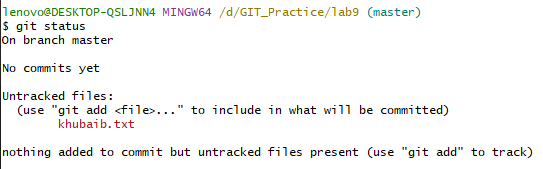 lenovo@DESKTOP-QSLJNN4 MINGW64 /d/GIT_Practice/lab9 (master)
$ git status
On branch master
No commits yet
Untracked files:
(use "git add <file>..." to include in what will be committed)
khubaib.txt
nothing added to commit but untracked files present (use "git add" to track)